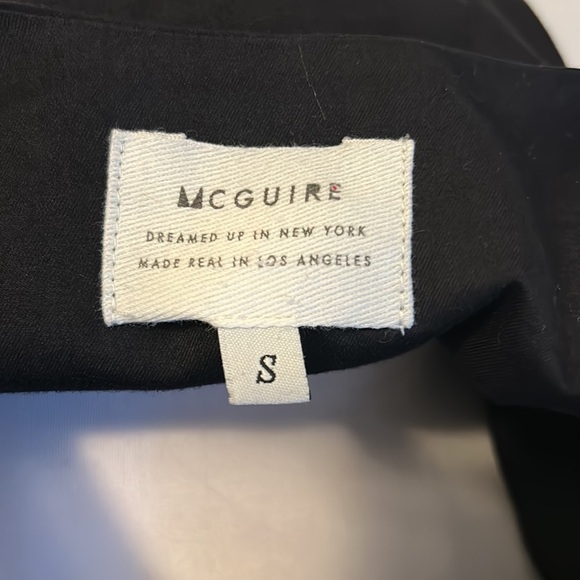 MCGUIRE
DREAMED UP IN NEW YORK
MADE REAL IN LOS ANGELES
S